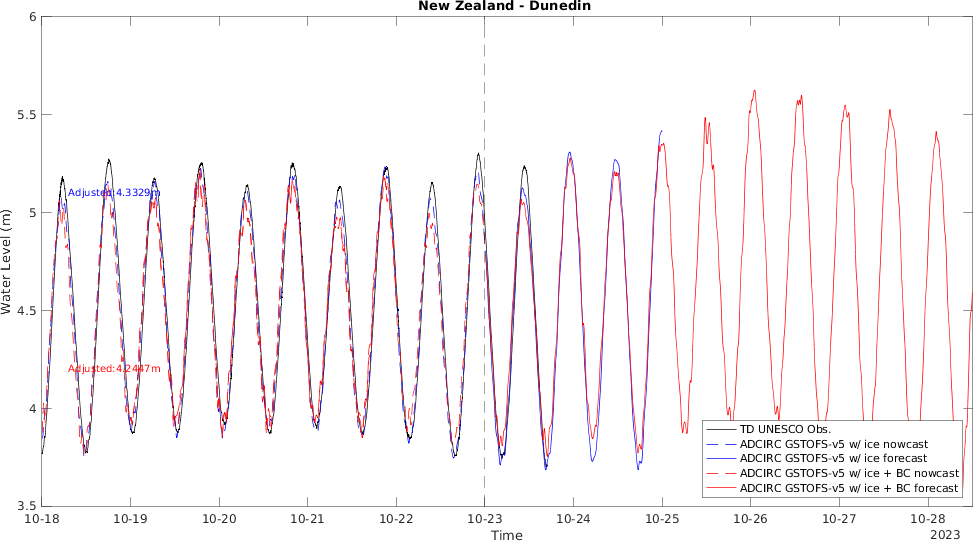 New Zealand - Dunedin
6
5.5
5
4.5
4
3.5
Water Level (m)
Adjusted:4.3329m
Adjusted:4.2447m
TD UNESCO Obs.
ADCIRC GSTOFS-v5 w/ ice nowcast
ADCIRC GSTOFS-v5 w/ ice forecast
ADCIRC GSTOFS-v5 w/ ice + BC nowcast
ADCIRC GSTOFS-v5 w/ ice + BC forecast
10-18 10-19 10-20 10-21 10-22 10-23 10-24 10-25 10-26 10-27 10-28
2023
Time